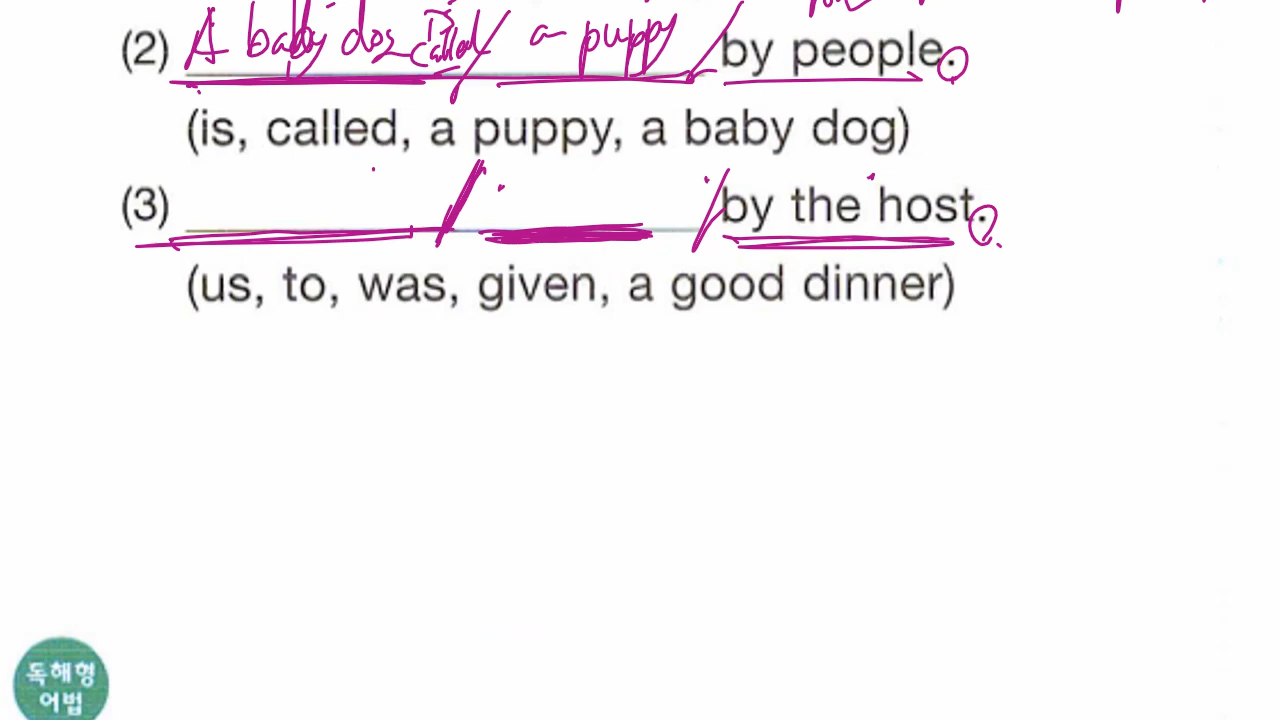 (2) A baby dog is called a puppy by people.
(is, called, a puppy, a baby dog)
(3) by the host.
(us, to, was, given, a good dinner)
독해형
어법